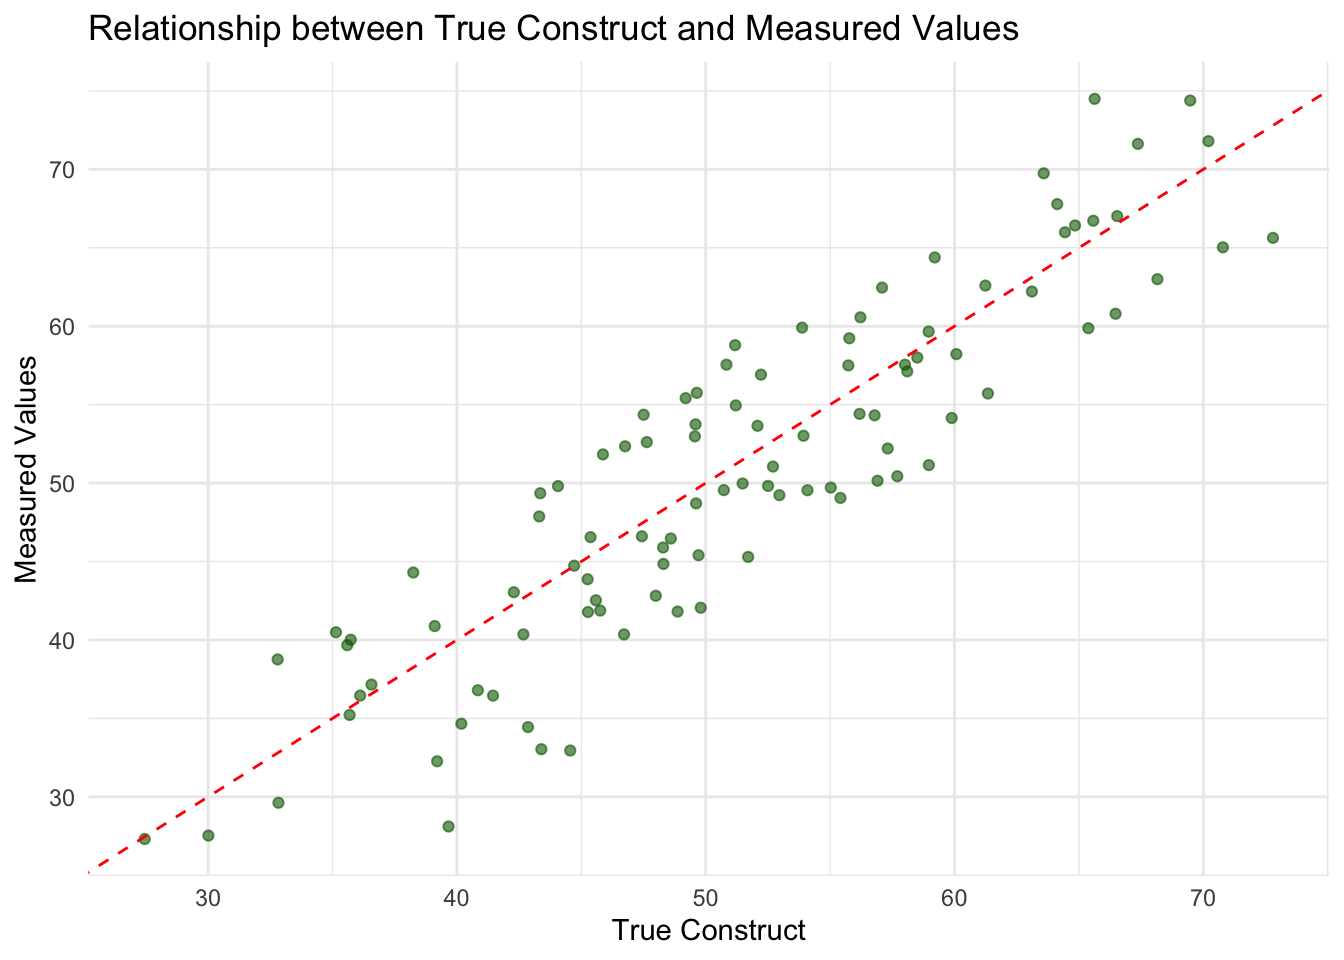 Relationship between True Construct and Measured Values
70
60
50
40
30
Measured Values
30 40 50 60 70
True Construct